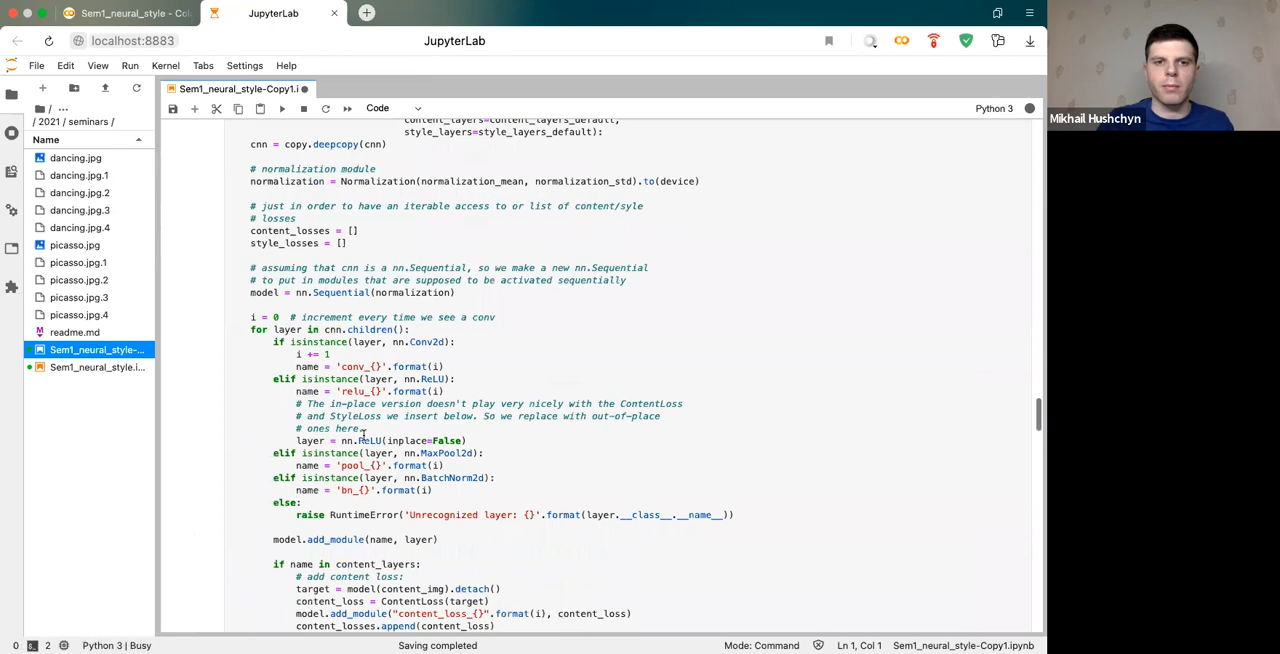 Sem1_neural_style - Col
JupyterLab
localhost:8883
JupyterLab
File Edit View Run Kernel Tabs Settings Help
Sem1_neural_style-Copy1.i
Code
Python 3
/ ...
/ 2021 / seminars /
Name
dancing.jpg
dancing.jpg.1
dancing.jpg.2
dancing.jpg.3
dancing.jpg.4
picasso.jpg
picasso.jpg.1
picasso.jpg.2
picasso.jpg.3
picasso.jpg.4
readme.md
Sem1_neural_style-...
Sem1_neural_style.i...
content_layers=content_layers_default,
style_layers=style_layers_default):
cnn = copy.deepcopy(cnn)
# normalization module
normalization = Normalization(normalization_mean, normalization_std).to(device)
# just in order to have an iterable access to or list of content/syle
# losses
content_losses = []
style_losses = []
# assuming that cnn is a nn.Sequential, so we make a new nn.Sequential
# to put in modules that are supposed to be activated sequentially
model = nn.Sequential(normalization)
i = 0  # increment every time we see a conv
for layer in cnn.children():
if isinstance(layer, nn.Conv2d):
i += 1
name = 'conv_{}'.format(i)
elif isinstance(layer, nn.ReLU):
name = 'relu_{}'.format(i)
# The in-place version doesn't play very nicely with the ContentLoss
# and StyleLoss we insert below. So we replace with out-of-place
# ones here.
layer = nn.ReLU(inplace=False)
elif isinstance(layer, nn.MaxPool2d):
name = 'pool_{}'.format(i)
elif isinstance(layer, nn.BatchNorm2d):
name = 'bn_{}'.format(i)
else:
raise RuntimeError('Unrecognized layer: {}'.format(layer.__class__.__name__))
model.add_module(name, layer)
if name in content_layers:
# add content loss:
target = model(content_img).detach()
content_loss = ContentLoss(target)
model.add_module("content_loss_{}".format(i), content_loss)
content_losses.append(content_loss)
0 2 Python 3 | Busy Saving completed Mode: Command Ln 1, Col 1 Sem1_neural_style-Copy1.ipynb
Mikhail Hushchyn